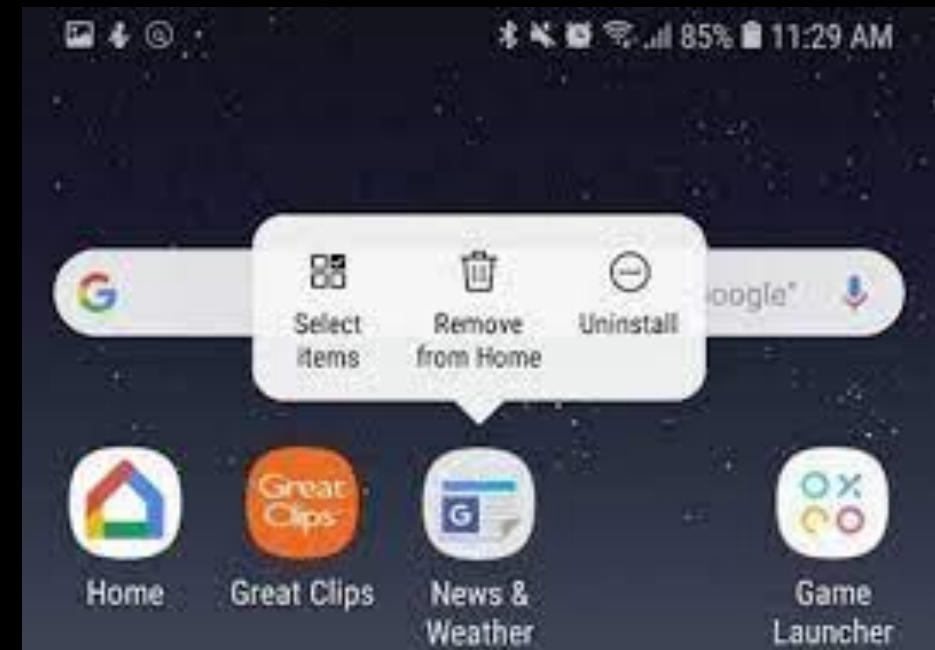 85% 11:29 AM
Select
items
Remove
from Home
Uninstall
oogle"
Great
Clips
G
Home
Great Clips
News &
Weather
Game
Launcher